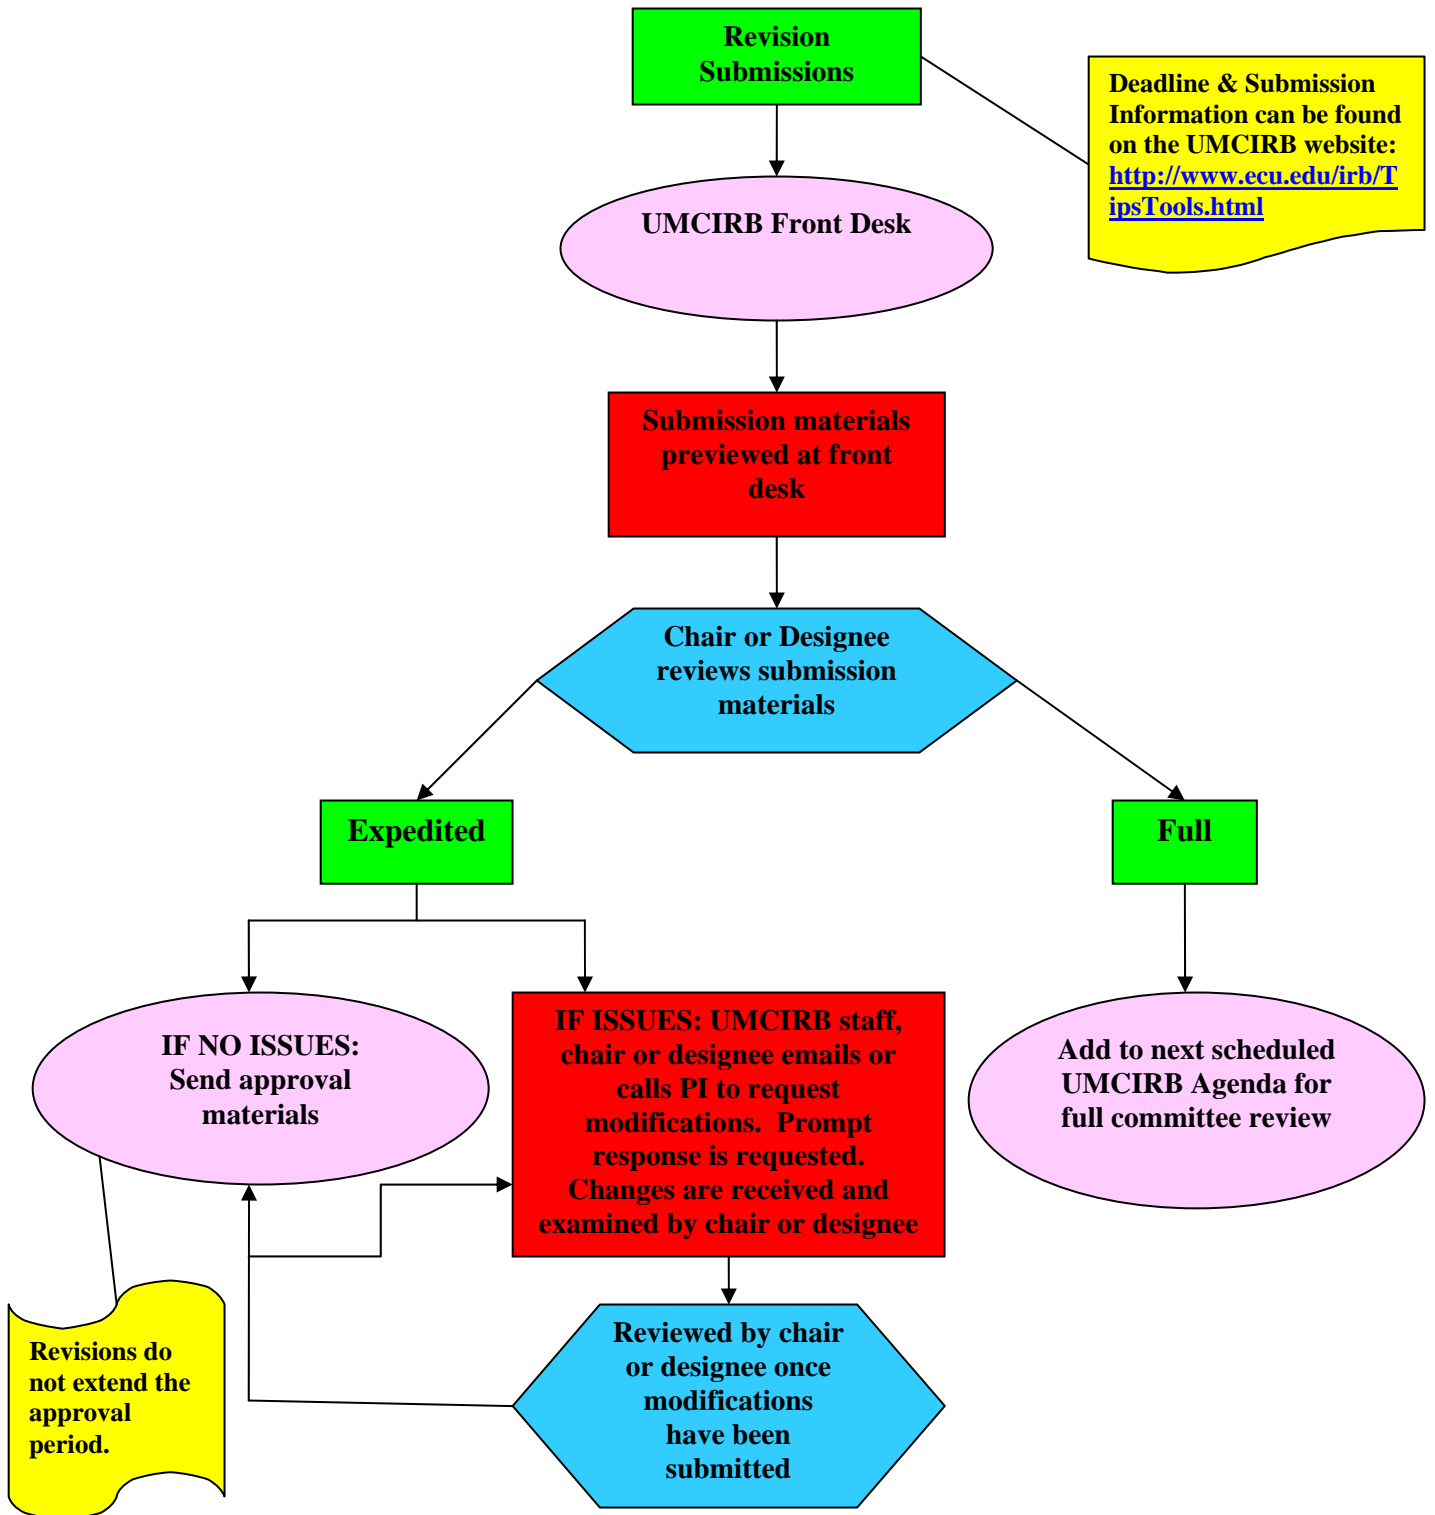 Revision
Submissions
Deadline & Submission
Information can be found
on the UMCIRB website:
http://www.ecu.edu/irb/T
ipsTools.html
UMCIRB Front Desk
Submission materials
previewed at front
desk
Chair or Designee
reviews submission
materials
Expedited
Full
IF NO ISSUES:
Send approval
materials
IF ISSUES: UMCIRB staff,
chair or designee emails or
calls PI to request
modifications.  Prompt
response is requested.
Changes are received and
examined by chair or designee
Add to next scheduled
UMCIRB Agenda for
full committee review
Revisions do
not extend the
approval
period.
Reviewed by chair
or designee once
modifications
have been
submitted